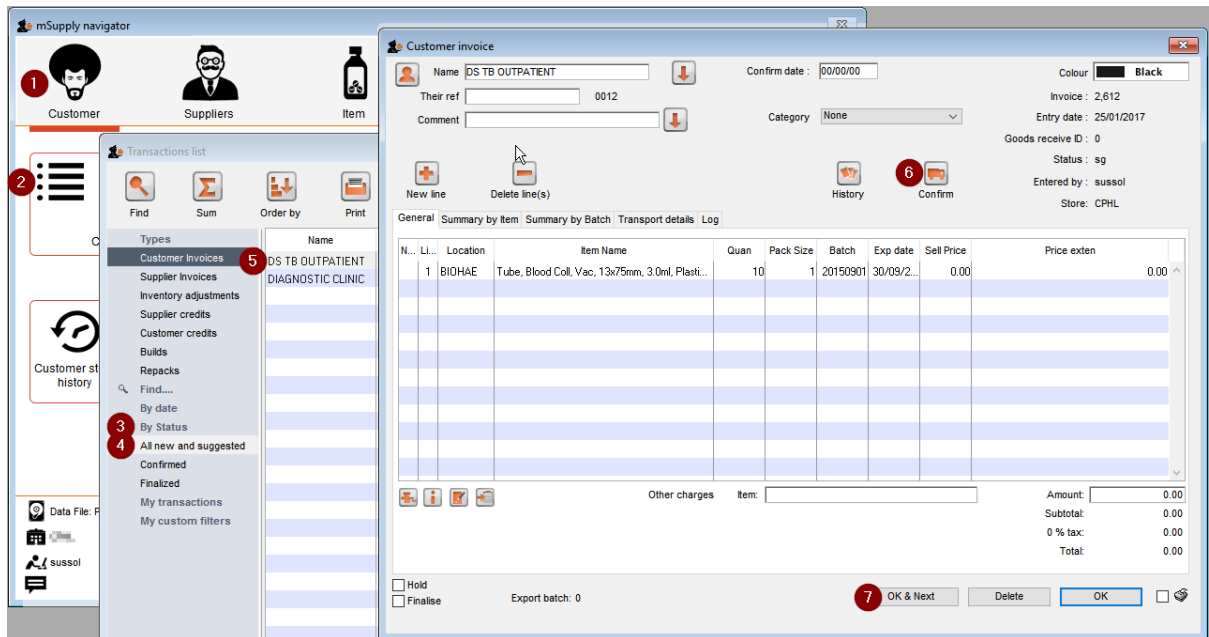 mSupply navigator
1
Customer
Suppliers
Item
2
C
Customer st
history
Data File: P
sussol
Transactions list
Find
Sum
Order by
Print
Types
Customer Invoices
Supplier Invoices
Inventory adjustments
Supplier credits
Customer credits
Builds
Repacks
Find....
By date
3 By Status
4 All new and suggested
Confirmed
Finalized
My transactions
My custom filters
Name
5 DS TB OUTPATIENT
DIAGNOSTIC CLINIC
Customer invoice
Name DS TB OUTPATIENT
Confirm date : 00/00/00
Colour Black
Their ref 0012
Invoice : 2,612
Comment
Category None
Entry date : 25/01/2017
Goods receive ID : 0
Status : sg
Entered by : sussol
Store: CPHL
New line
Delete line(s)
History
6 Confirm
General Summary by Item Summary by Batch Transport details Log
N... Li... Location Item Name Quan Pack Size Batch Exp date Sell Price Price exten
1 BIOHAE Tube, Blood Coll, Vac, 13x75mm, 3.0ml, Plasti... 10 1 20150901 30/09/2... 0.00 0.00
Other charges Item: Amount: 0.00
Subtotal: 0.00
0 % tax: 0.00
Total: 0.00
Hold
Finalise
Export batch: 0
7 OK & Next
Delete
OK